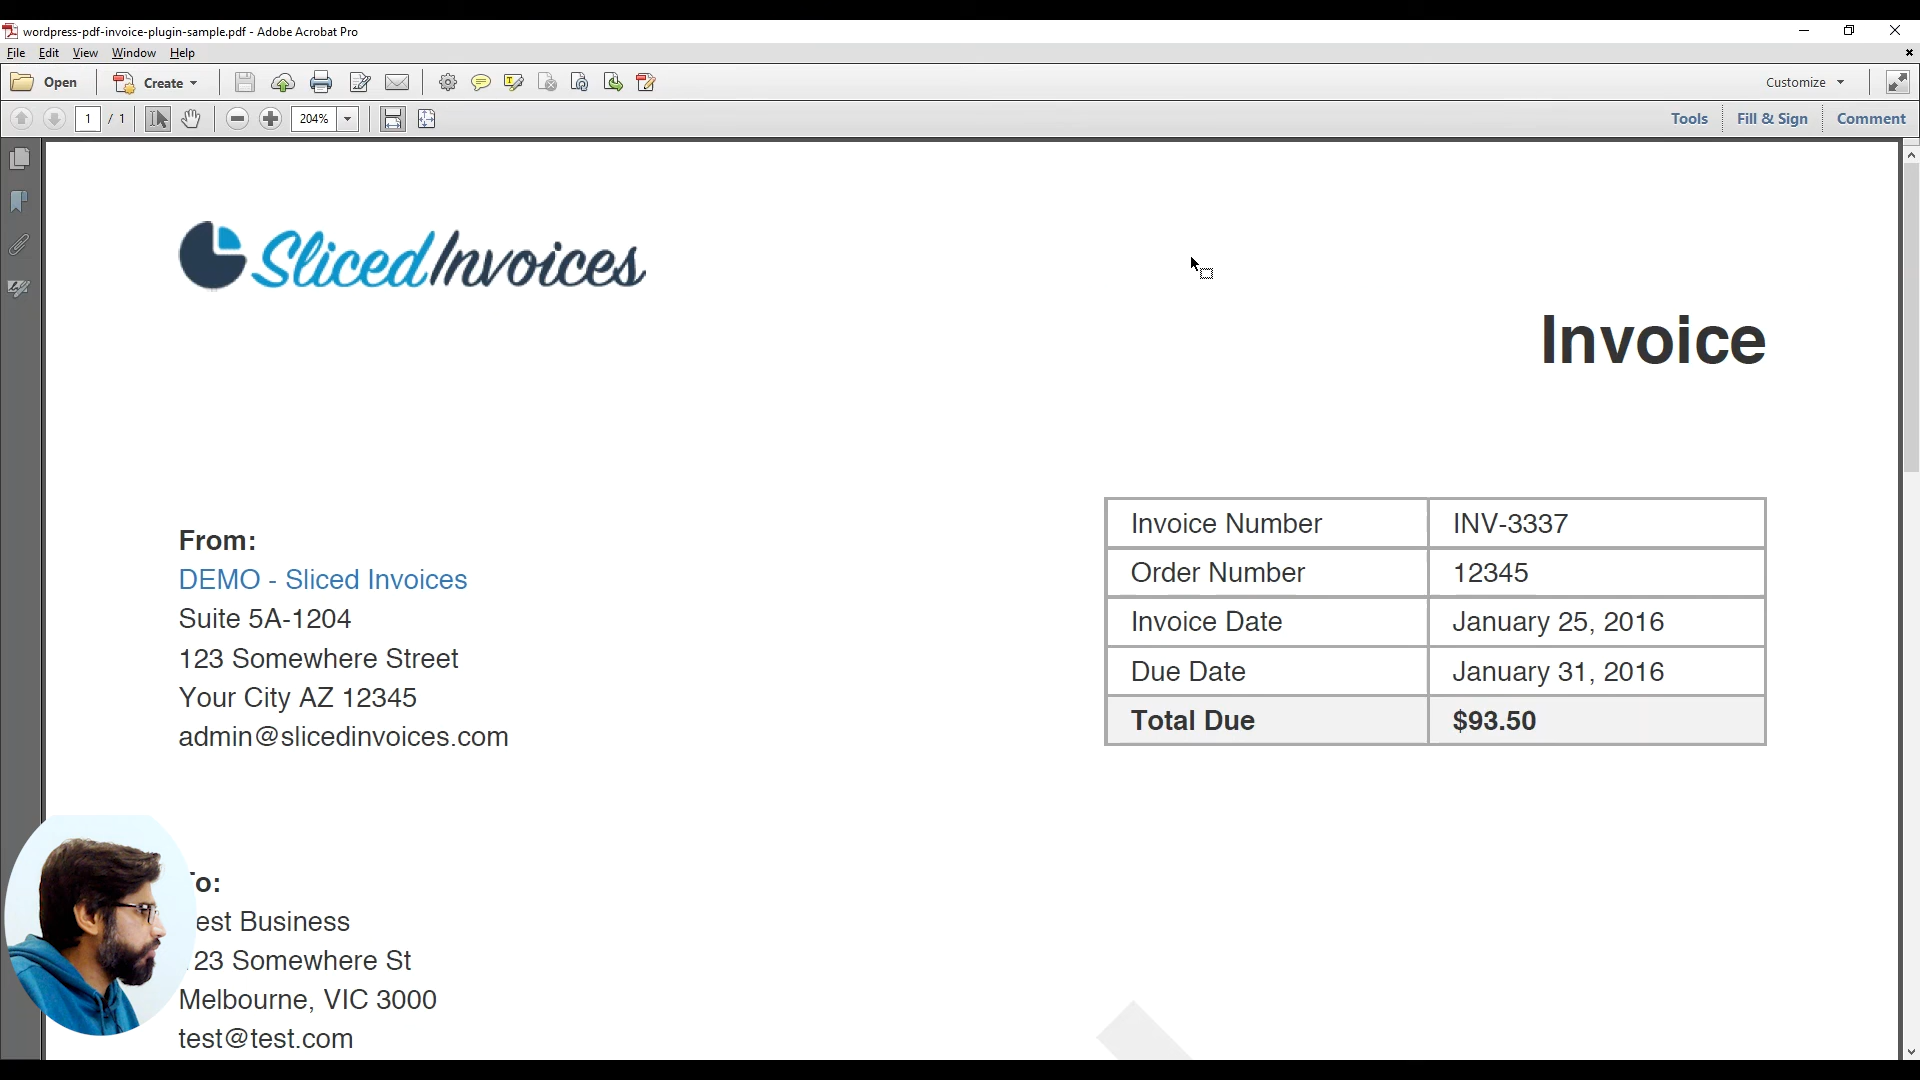 wordpress-pdf-invoice-plugin-sample.pdf - Adobe Acrobat Pro
File Edit View Window Help
Open Create Customize
1 / 1 204% Tools Fill & Sign Comment
SlicedInvoices
Invoice
From:
DEMO - Sliced Invoices
Suite 5A-1204
123 Somewhere Street
Your City AZ 12345
admin@slicedinvoices.com
Invoice Number INV-3337
Order Number 12345
Invoice Date January 25, 2016
Due Date January 31, 2016
Total Due $93.50
o:
est Business
23 Somewhere St
Melbourne, VIC 3000
test@test.com